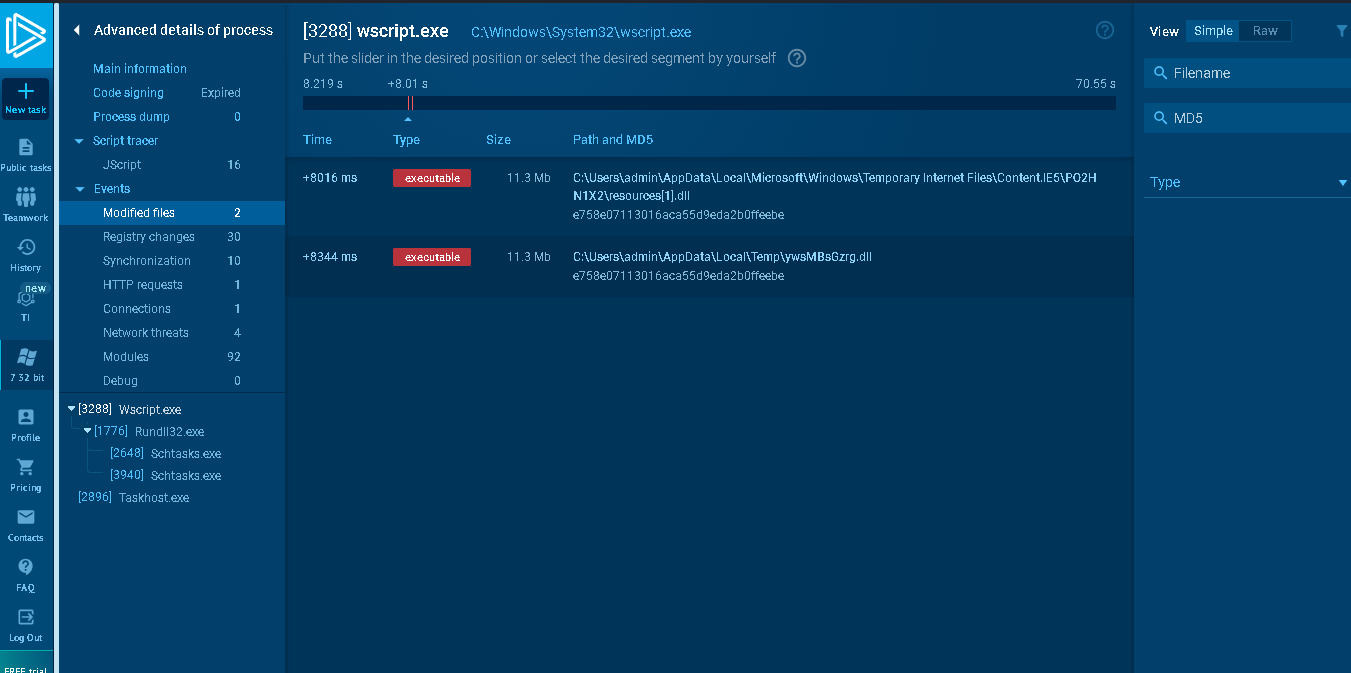 New task
Public tasks
Teamwork
History
new
TI
7 32 bit
Profile
Pricing
Contacts
FAQ
Log Out
FREE trial
Advanced details of process
Main information
Code signing Expired
Process dump 0
Script tracer
JScript 16
Events
Modified files 2
Registry changes 30
Synchronization 10
HTTP requests 1
Connections 1
Network threats 4
Modules 92
Debug 0
[3288] Wscript.exe
[1776] Rundll32.exe
[2648] Schtasks.exe
[3940] Schtasks.exe
[2896] Taskhost.exe
[3288] wscript.exe C:\Windows\System32\wscript.exe
Put the slider in the desired position or select the desired segment by yourself ?
8.219 s +8.01 s 70.55 s
Time Type Size Path and MD5
+8016 ms executable 11.3 Mb C:\Users\admin\AppData\Local\Microsoft\Windows\Temporary Internet Files\Content.IE5\PO2H
N1X2\resources[1].dll
e758e07113016aca55d9eda2b0ffeebe
+8344 ms executable 11.3 Mb C:\Users\admin\AppData\Local\Temp\ywsMBsGzrg.dll
e758e07113016aca55d9eda2b0ffeebe
?
View Simple Raw
Filename
MD5
Type